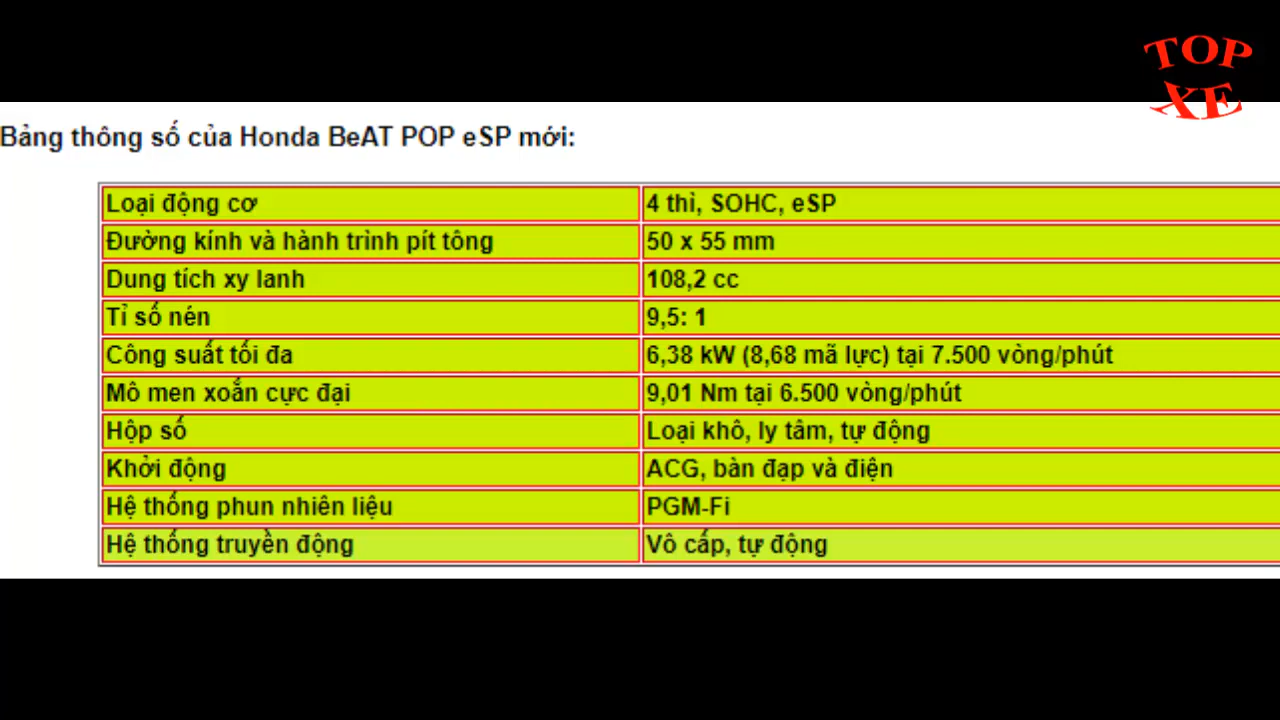 TOP
XE
Bảng thông số của Honda BeAT POP eSP mới:
Loại động cơ 4 thì, SOHC, eSP
Đường kính và hành trình pít tông 50 x 55 mm
Dung tích xy lanh 108,2 cc
Tỉ số nén 9,5: 1
Công suất tối đa 6,38 kW (8,68 mã lực) tại 7.500 vòng/phút
Mô men xoắn cực đại 9,01 Nm tại 6.500 vòng/phút
Hộp số Loại khô, ly tâm, tự động
Khởi động ACG, bàn đạp và điện
Hệ thống phun nhiên liệu PGM-Fi
Hệ thống truyền động Vô cấp, tự động